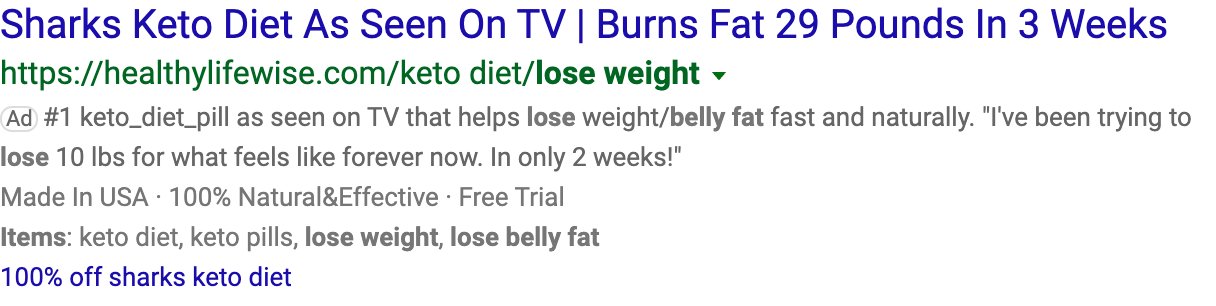 Sharks Keto Diet As Seen On TV | Burns Fat 29 Pounds In 3 Weeks
https://healthylifewise.com/keto diet/lose weight
Ad #1 keto_diet_pill as seen on TV that helps lose weight/belly fat fast and naturally. "I've been trying to
lose 10 lbs for what feels like forever now. In only 2 weeks!"
Made In USA · 100% Natural&Effective · Free Trial
Items: keto diet, keto pills, lose weight, lose belly fat
100% off sharks keto diet